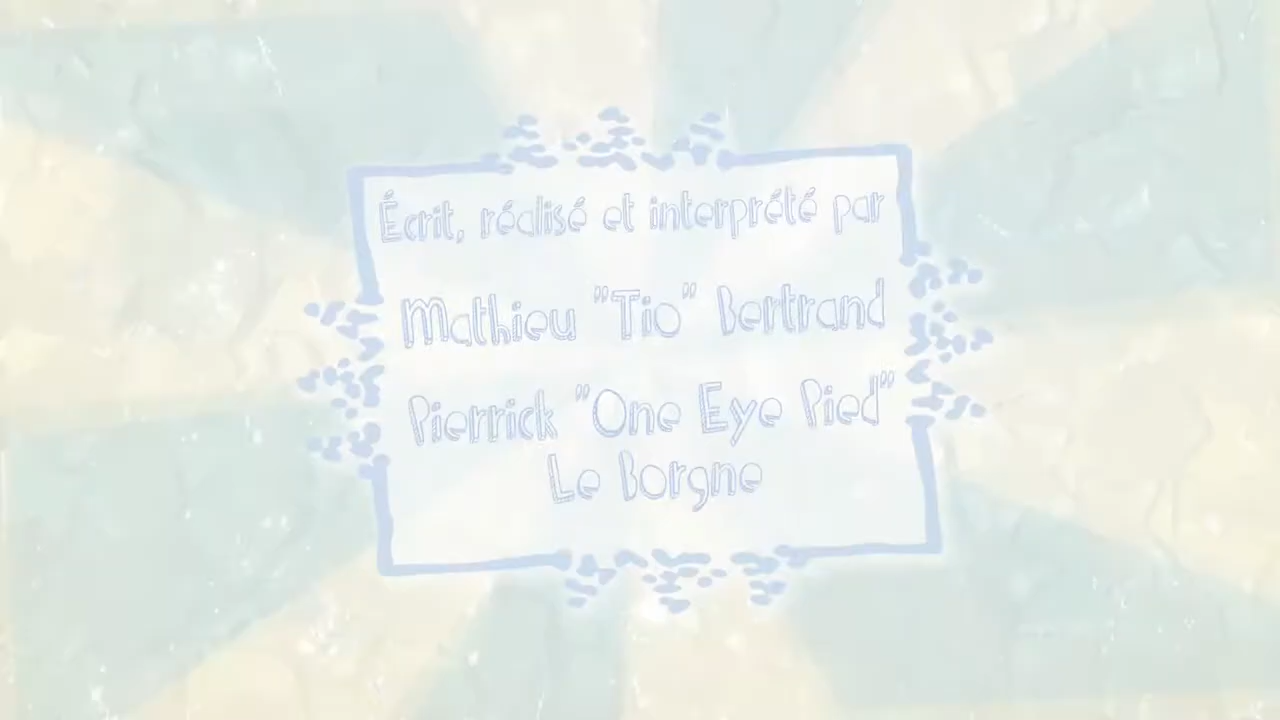 Écrit, réalisé et interprété par
Mathieu "Tio" Bertrand
Pierrick "One Eye Pied"
Le Borgne